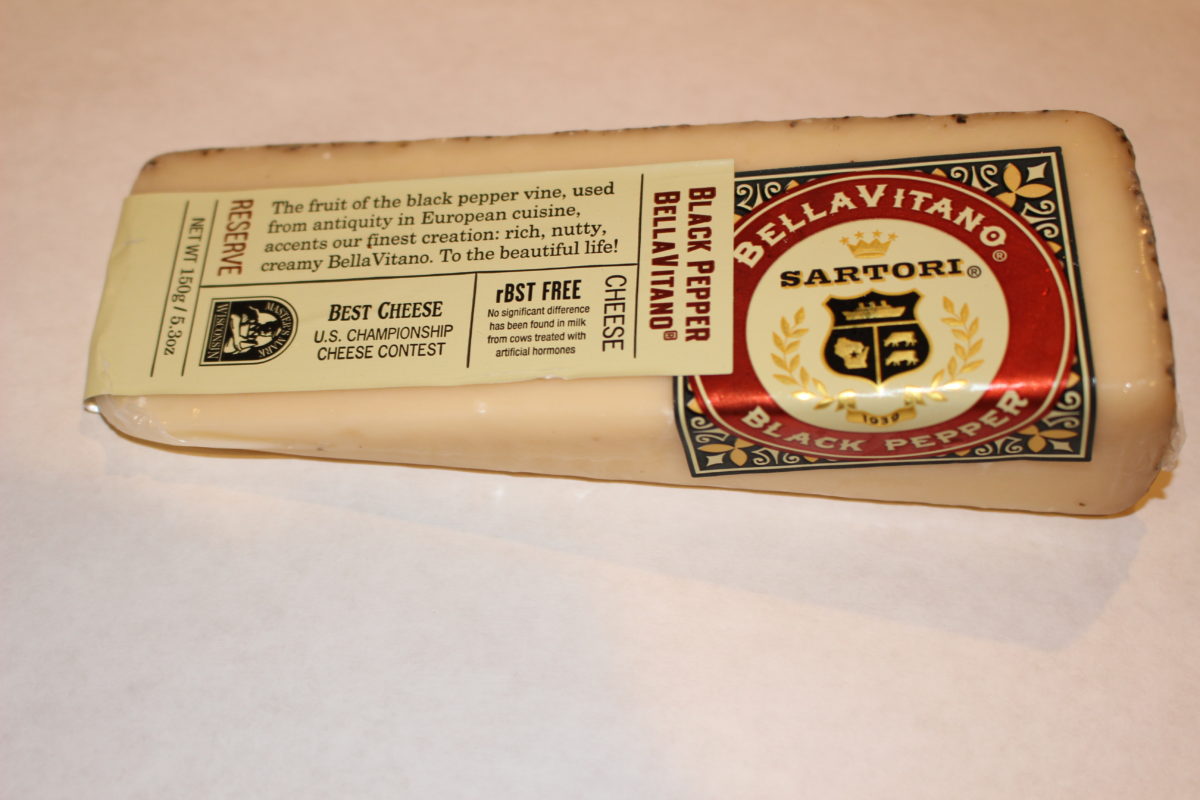 NET WT 150g / 5.3oz
RESERVE
The fruit of the black pepper vine, used
from antiquity in European cuisine,
accents our finest creation: rich, nutty,
creamy BellaVitano. To the beautiful life!
MASTER'S MARK
WISCONSIN
BEST CHEESE
U.S. CHAMPIONSHIP
CHEESE CONTEST
rBST FREE
No significant difference
has been found in milk
from cows treated with
artificial hormones
CHEESE
BLACK PEPPER
BELLAVITANO®
BELLAVITANO®
SARTORI®
1939
BLACK PEPPER